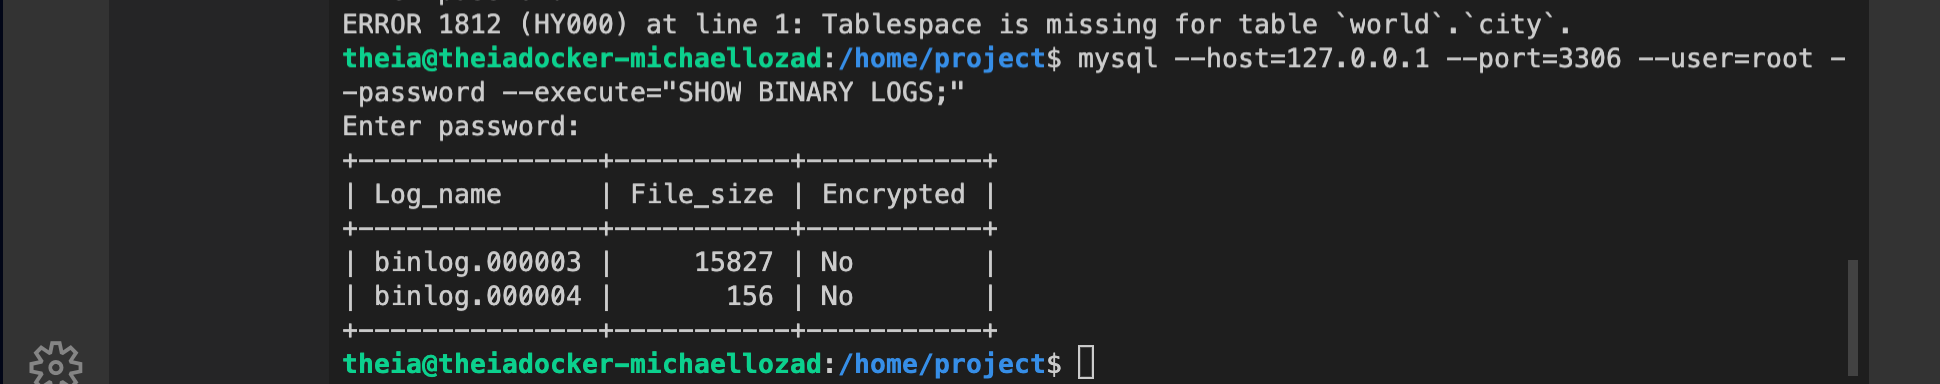 ERROR 1812 (HY000) at line 1: Tablespace is missing for table `world`.`city`.
theia@theiadocker-michaellozad:/home/project$ mysql --host=127.0.0.1 --port=3306 --user=root -
-password --execute="SHOW BINARY LOGS;"
Enter password:
+---------------+-----------+-----------+
| Log_name      | File_size | Encrypted |
+---------------+-----------+-----------+
| binlog.000003 |     15827 | No        |
| binlog.000004 |       156 | No        |
+---------------+-----------+-----------+
theia@theiadocker-michaellozad:/home/project$